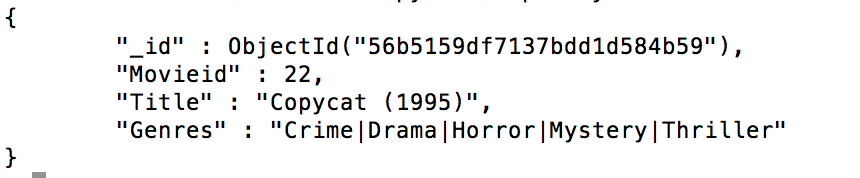 {
"_id" : ObjectId("56b5159df7137bdd1d584b59"),
"Movieid" : 22,
"Title" : "Copycat (1995)",
"Genres" : "Crime|Drama|Horror|Mystery|Thriller"
}